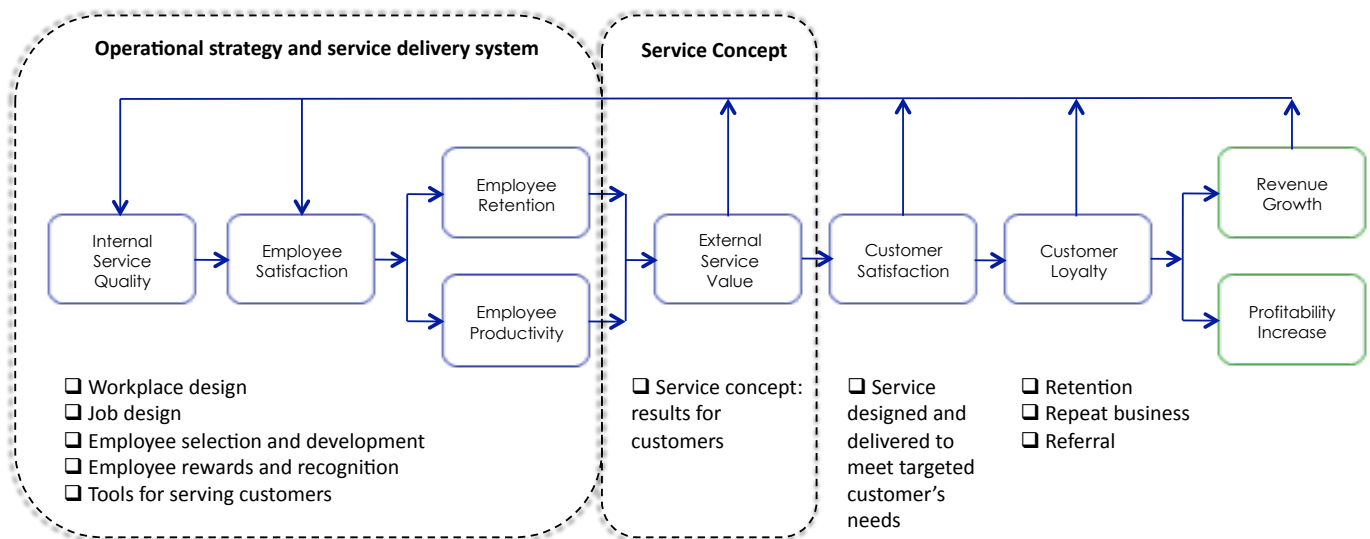 Operational strategy and service delivery system
Service Concept
Internal
Service
Quality
Employee
Satisfaction
Employee
Retention
Employee
Productivity
External
Service
Value
Customer
Satisfaction
Customer
Loyalty
Revenue
Growth
Profitability
Increase
❑ Workplace design
❑ Job design
❑ Employee selection and development
❑ Employee rewards and recognition
❑ Tools for serving customers
❑ Service concept:
results for
customers
❑ Service
designed and
delivered to
meet targeted
customer’s
needs
❑ Retention
❑ Repeat business
❑ Referral